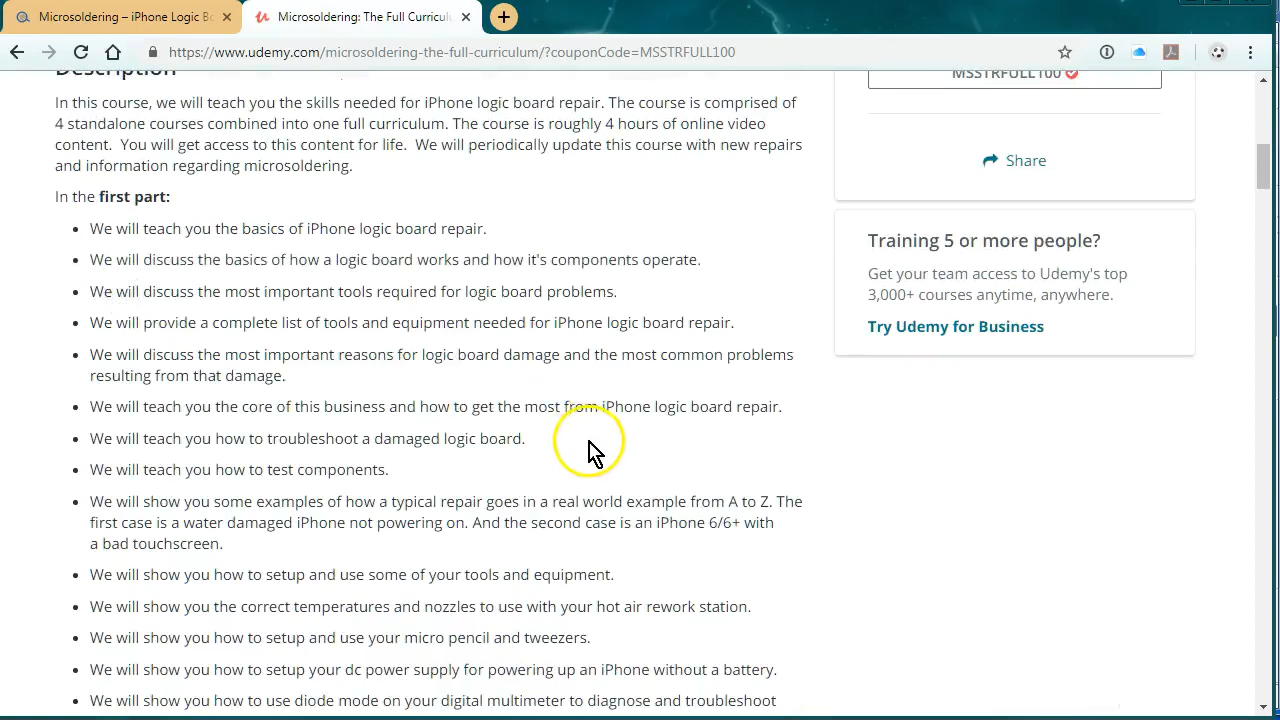 Microsoldering – iPhone Logic Bo
Microsoldering: The Full Curriculu
https://www.udemy.com/microsoldering-the-full-curriculum/?couponCode=MSSTRFULL100
Description
MSSTRFULL100
In this course, we will teach you the skills needed for iPhone logic board repair. The course is comprised of
4 standalone courses combined into one full curriculum. The course is roughly 4 hours of online video
content.  You will get access to this content for life.  We will periodically update this course with new repairs
and information regarding microsoldering.
In the first part:
• We will teach you the basics of iPhone logic board repair.
• We will discuss the basics of how a logic board works and how it's components operate.
• We will discuss the most important tools required for logic board problems.
• We will provide a complete list of tools and equipment needed for iPhone logic board repair.
• We will discuss the most important reasons for logic board damage and the most common problems
resulting from that damage.
• We will teach you the core of this business and how to get the most from iPhone logic board repair.
• We will teach you how to troubleshoot a damaged logic board.
• We will teach you how to test components.
• We will show you some examples of how a typical repair goes in a real world example from A to Z. The
first case is a water damaged iPhone not powering on. And the second case is an iPhone 6/6+ with
a bad touchscreen.
• We will show you how to setup and use some of your tools and equipment.
• We will show you the correct temperatures and nozzles to use with your hot air rework station.
• We will show you how to setup and use your micro pencil and tweezers.
• We will show you how to setup your dc power supply for powering up an iPhone without a battery.
• We will show you how to use diode mode on your digital multimeter to diagnose and troubleshoot
Share
Training 5 or more people?
Get your team access to Udemy's top
3,000+ courses anytime, anywhere.
Try Udemy for Business